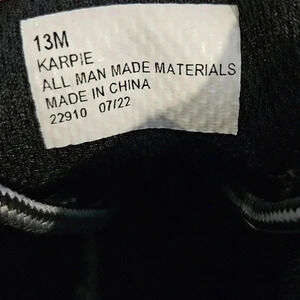 13M
KARPIE
ALL MAN MADE MATERIALS
MADE IN CHINA
22910 07/22